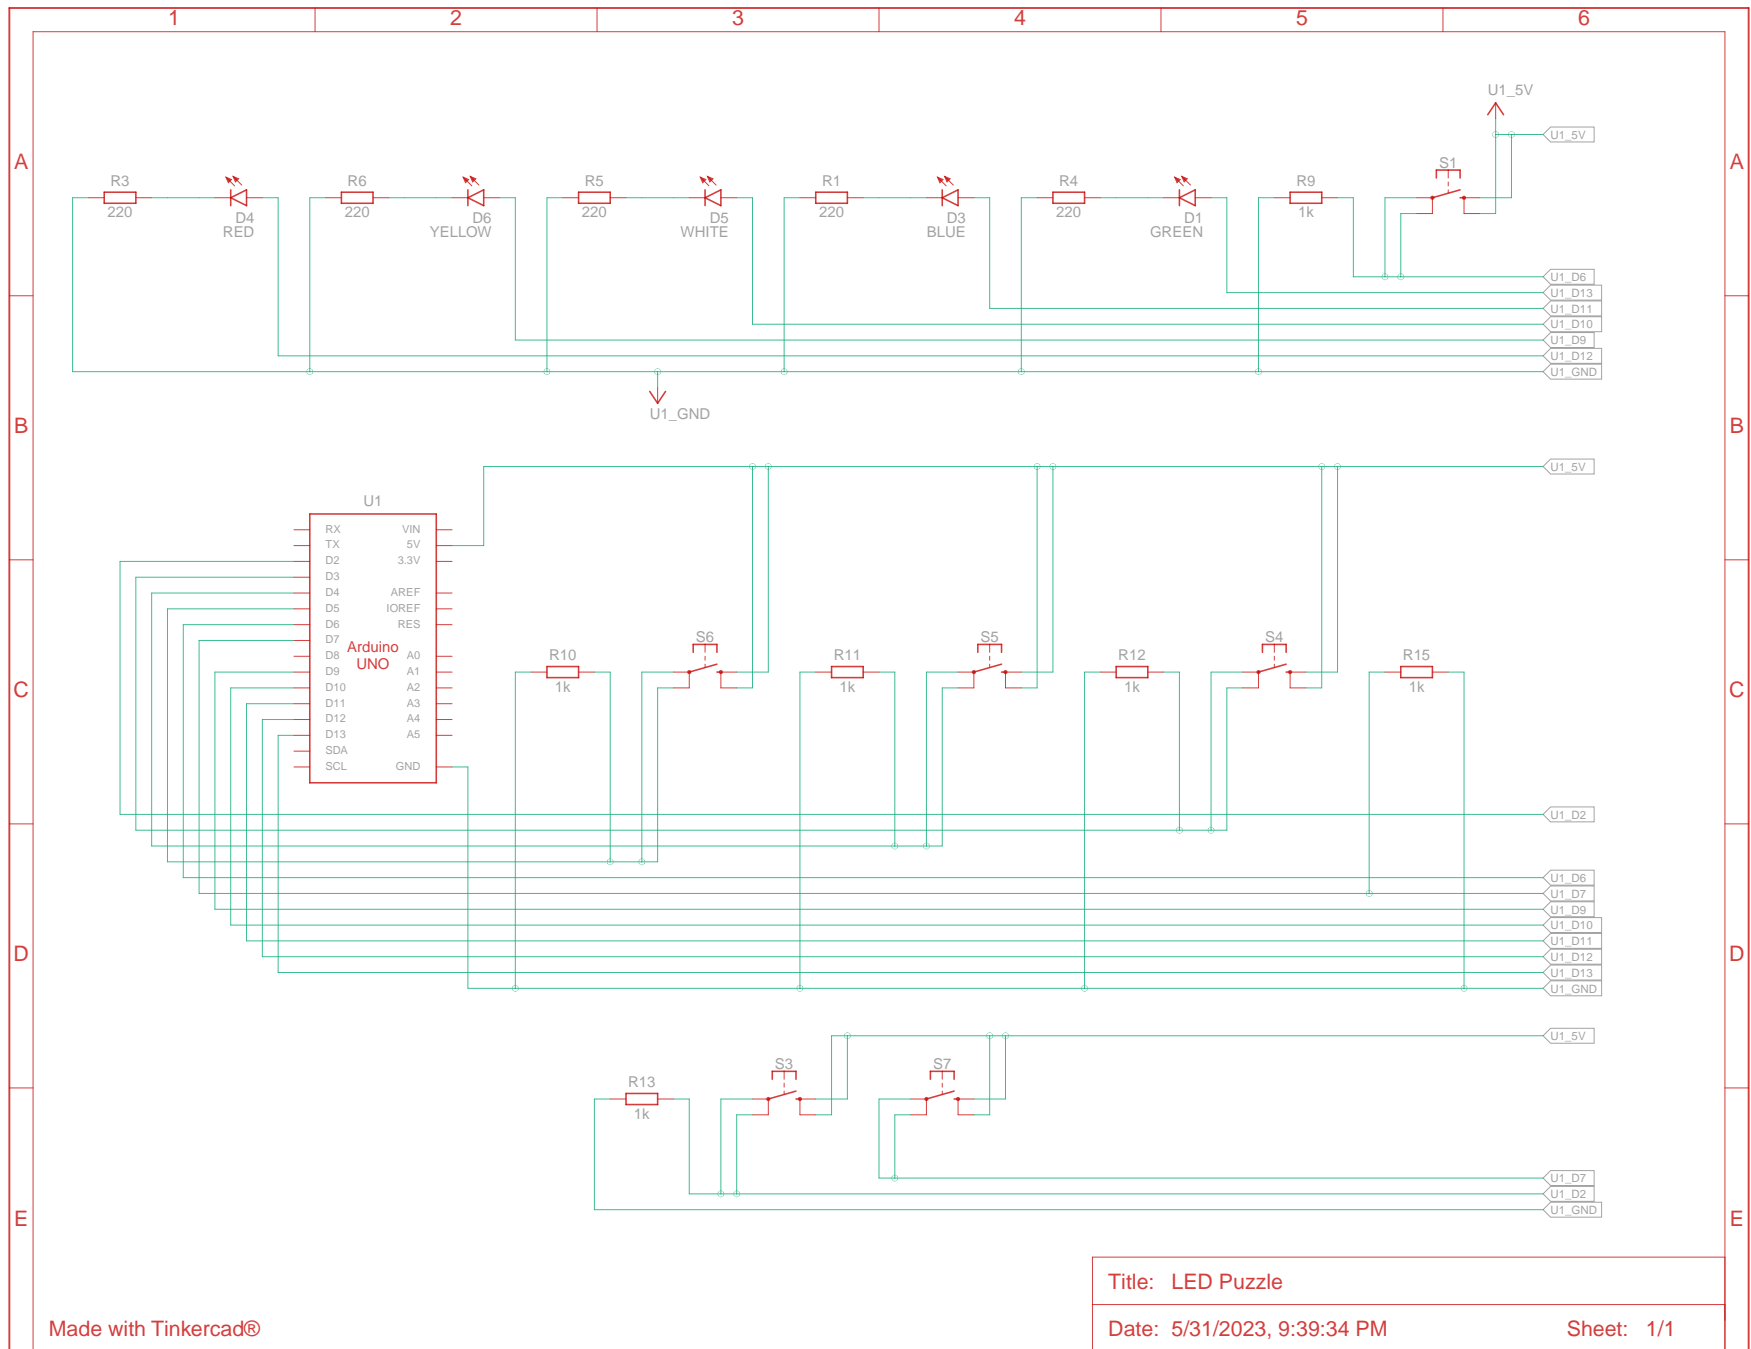 1 2 3 4 5 6
U1_5V
U1_5V
A A
S1
R3 R6 R5 R1 R4 R9
220 220 220 220 220 1k
D4 D6 D5 D3 D1
RED YELLOW WHITE BLUE GREEN
U1_D6
U1_D13
U1_D11
U1_D10
U1_D9
U1_D12
U1_GND
U1_GND
B B
U1_5V
U1
RX VIN
TX 5V
D2 3.3V
D3
D4 AREF
D5 IOREF
D6 RES
D7
Arduino
UNO
D8 A0
D9 A1
D10 A2
D11 A3
D12 A4
D13 A5
SDA
SCL GND
S6 S5 S4
R10 R11 R12 R15
1k 1k 1k 1k
C C
U1_D2
U1_D6
U1_D7
U1_D9
U1_D10
U1_D11
U1_D12
U1_D13
U1_GND
D D
U1_5V
S3 S7
R13
1k
U1_D7
U1_D2
U1_GND
E E
Title: LED Puzzle
Made with Tinkercad®
Date: 5/31/2023, 9:39:34 PM Sheet: 1/1